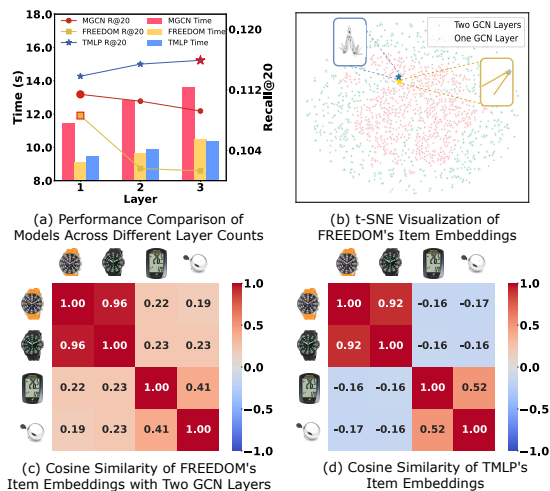 18.0
16.0
14.0
12.0
10.0
8.0
Time (s)
MGCN R@20
FREEDOM R@20
TMLP R@20
MGCN Time
FREEDOM Time
TMLP Time
0.120
0.112
0.104
Recall@20
1
2
3
Layer
(a) Performance Comparison of
Models Across Different Layer Counts
Two GCN Layers
One GCN Layer
(b) t-SNE Visualization of
FREEDOM's Item Embeddings
1.00 0.96 0.22 0.19
0.96 1.00 0.23 0.23
0.22 0.23 1.00 0.41
0.19 0.23 0.41 1.00
1.0
0.5
0.0
−0.5
−1.0
(c) Cosine Similarity of FREEDOM's
Item Embeddings with Two GCN Layers
1.00 0.92 -0.16 -0.17
0.92 1.00 -0.16 -0.16
-0.16 -0.16 1.00 0.52
-0.17 -0.16 0.52 1.00
1.0
0.5
0.0
−0.5
−1.0
(d) Cosine Similarity of TMLP's
Item Embeddings